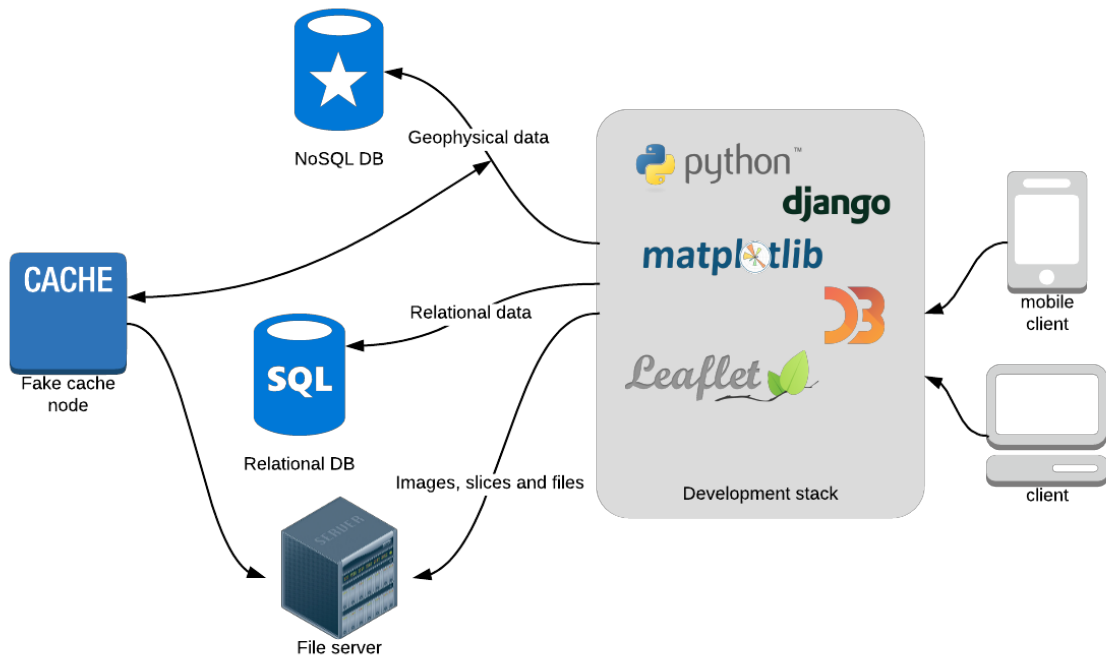 NoSQL DB
Geophysical data
python™
django
matplotlib
D3
Leaflet
Development stack
mobile
client
client
CACHE
Fake cache
node
Relational data
SQL
Relational DB
Images, slices and files
SERVER
File server